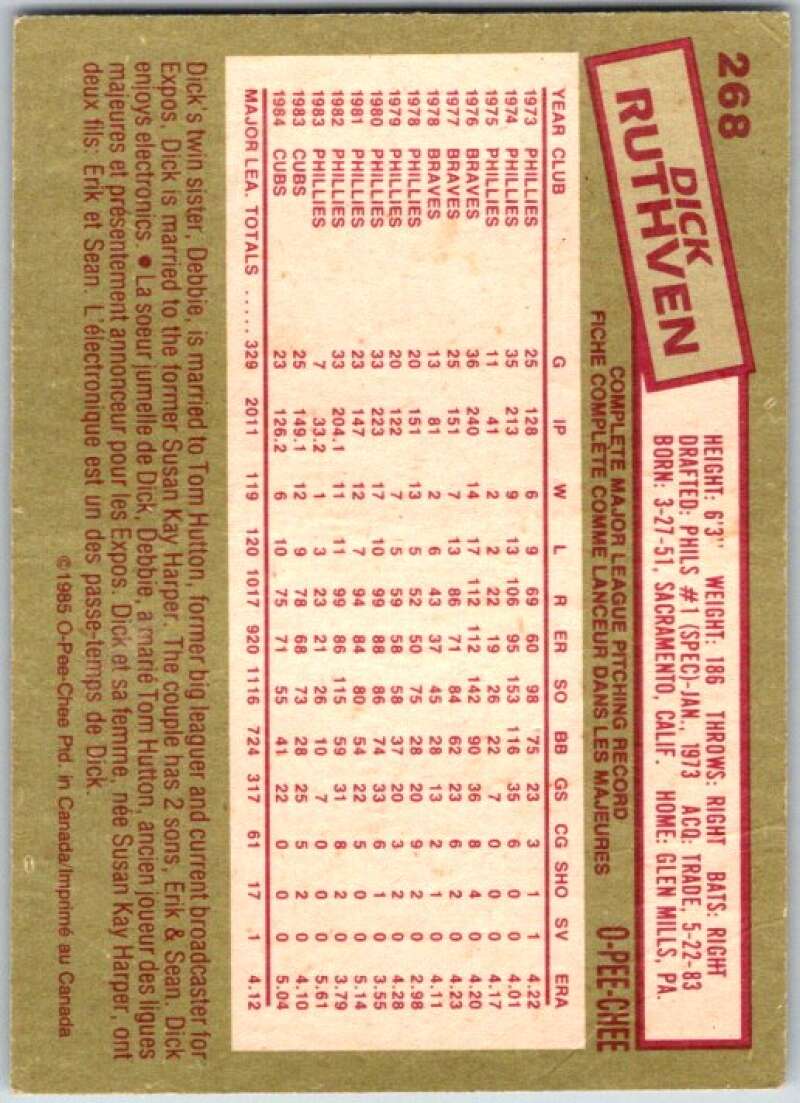 268
DICK
RUTHVEN
HEIGHT: 6'3" WEIGHT: 186 THROWS: RIGHT BATS: RIGHT
DRAFTED: PHILS #1 (SPEC)-JAN., 1973 ACQ: TRADE, 5-22-83
BORN: 3-27-51, SACRAMENTO, CALIF. HOME: GLEN MILLS, PA.
COMPLETE MAJOR LEAGUE PITCHING RECORD
FICHE COMPLETE COMME LANCEUR DANS LES MAJEURES
O-PEE-CHEE
YEAR CLUB G IP W L R ER SO BB GS CG SHO SV ERA
1973 PHILLIES 25 128 6 9 69 60 98 75 23 3 1 1 4.22
1974 PHILLIES 35 213 9 13 106 95 153 116 35 6 0 0 4.01
1975 PHILLIES 11 41 2 2 22 19 26 22 7 0 0 0 4.17
1976 BRAVES 36 240 14 17 112 112 142 90 36 8 4 0 4.20
1977 BRAVES 25 151 7 13 86 71 84 62 23 6 2 0 4.23
1978 BRAVES 13 81 2 6 43 37 45 28 13 2 1 0 4.11
1978 PHILLIES 20 151 13 5 52 50 75 28 20 9 2 0 2.98
1979 PHILLIES 20 122 7 5 59 58 58 37 20 3 2 0 4.28
1980 PHILLIES 33 223 17 10 99 88 86 74 33 6 1 0 3.55
1981 PHILLIES 23 147 12 7 94 84 80 54 22 5 0 0 5.14
1982 PHILLIES 33 204.1 11 11 99 86 115 59 31 8 2 0 3.79
1983 PHILLIES 7 33.2 1 3 23 21 26 10 7 0 0 0 5.61
1983 CUBS 25 149.1 12 9 78 68 73 28 25 5 2 0 4.10
1984 CUBS 23 126.2 6 10 75 71 55 41 22 0 0 0 5.04
MAJOR LEA. TOTALS ..... 329 2011 119 120 1017 920 1116 724 317 61 17 1 4.12
Dick's twin sister, Debbie, is married to Tom Hutton, former big leaguer and current broadcaster for
Expos. Dick is married to the former Susan Kay Harper. The couple has 2 sons, Erik & Sean. Dick
enjoys electronics. ● La soeur jumelle de Dick, Debbie, a marié Tom Hutton, ancien joueur des ligues
majeures et présentement annonceur pour les Expos. Dick et sa femme, née Susan Kay Harper, ont
deux fils: Erik et Sean. L'électronique est un des passe-temps de Dick.
©1985 O-Pee-Chee Ptd. in Canada/Imprimé au Canada